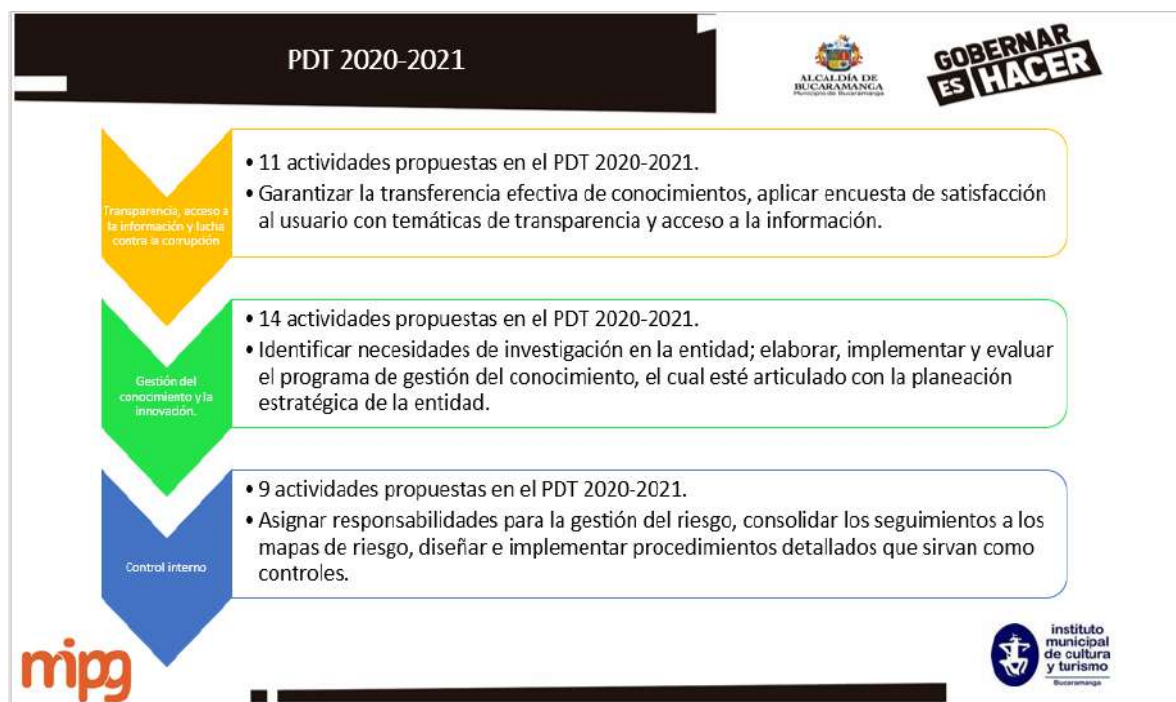 PDT 2020-2021
ALCALDÍA DE
BUCARAMANGA
Municipio de Bucaramanga
GOBERNAR
ES HACER
Transparencia, acceso a
la información y lucha
contra la corrupción
• 11 actividades propuestas en el PDT 2020-2021.
• Garantizar la transferencia efectiva de conocimientos, aplicar encuesta de satisfacción
al usuario con temáticas de transparencia y acceso a la información.
Gestión del
conocimiento y la
innovación.
• 14 actividades propuestas en el PDT 2020-2021.
• Identificar necesidades de investigación en la entidad; elaborar, implementar y evaluar
el programa de gestión del conocimiento, el cual esté articulado con la planeación
estratégica de la entidad.
Control interno
• 9 actividades propuestas en el PDT 2020-2021.
• Asignar responsabilidades para la gestión del riesgo, consolidar los seguimientos a los
mapas de riesgo, diseñar e implementar procedimientos detallados que sirvan como
controles.
mipg
instituto
municipal
de cultura
y turismo
Bucaramanga